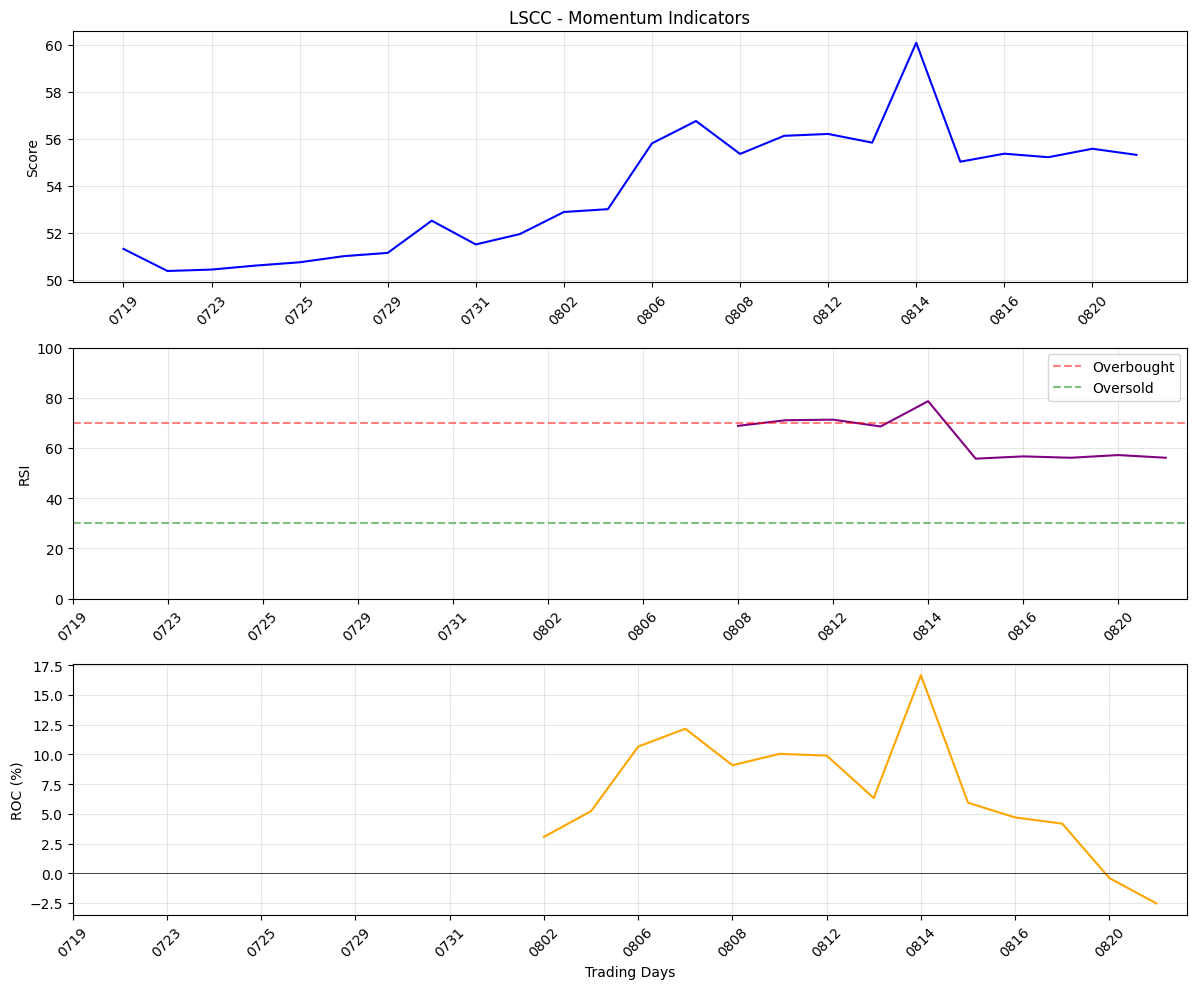 LSCC - Momentum Indicators
60
58
56
54
52
50
Score
0719 0723 0725 0729 0731 0802 0806 0808 0812 0814 0816 0820
100
80
60
40
20
0
RSI
Overbought
Oversold
0719 0723 0725 0729 0731 0802 0806 0808 0812 0814 0816 0820
17.5
15.0
12.5
10.0
7.5
5.0
2.5
0.0
−2.5
ROC (%)
0719 0723 0725 0729 0731 0802 0806 0808 0812 0814 0816 0820
Trading Days